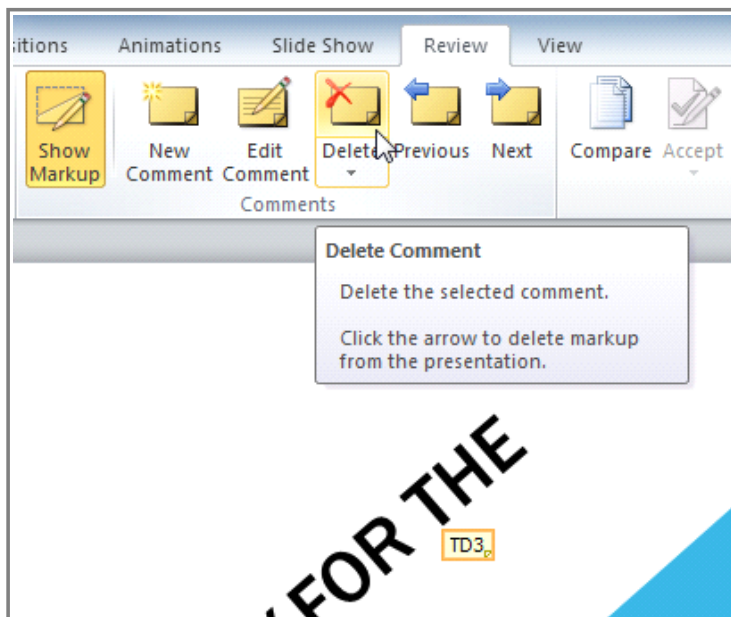 itions Animations Slide Show Review View
Show Markup
New Comment
Edit Comment
Delete
Previous
Next
Compare
Accept
Comments
Delete Comment
Delete the selected comment.
Click the arrow to delete markup
from the presentation.
FOR THE
TD3